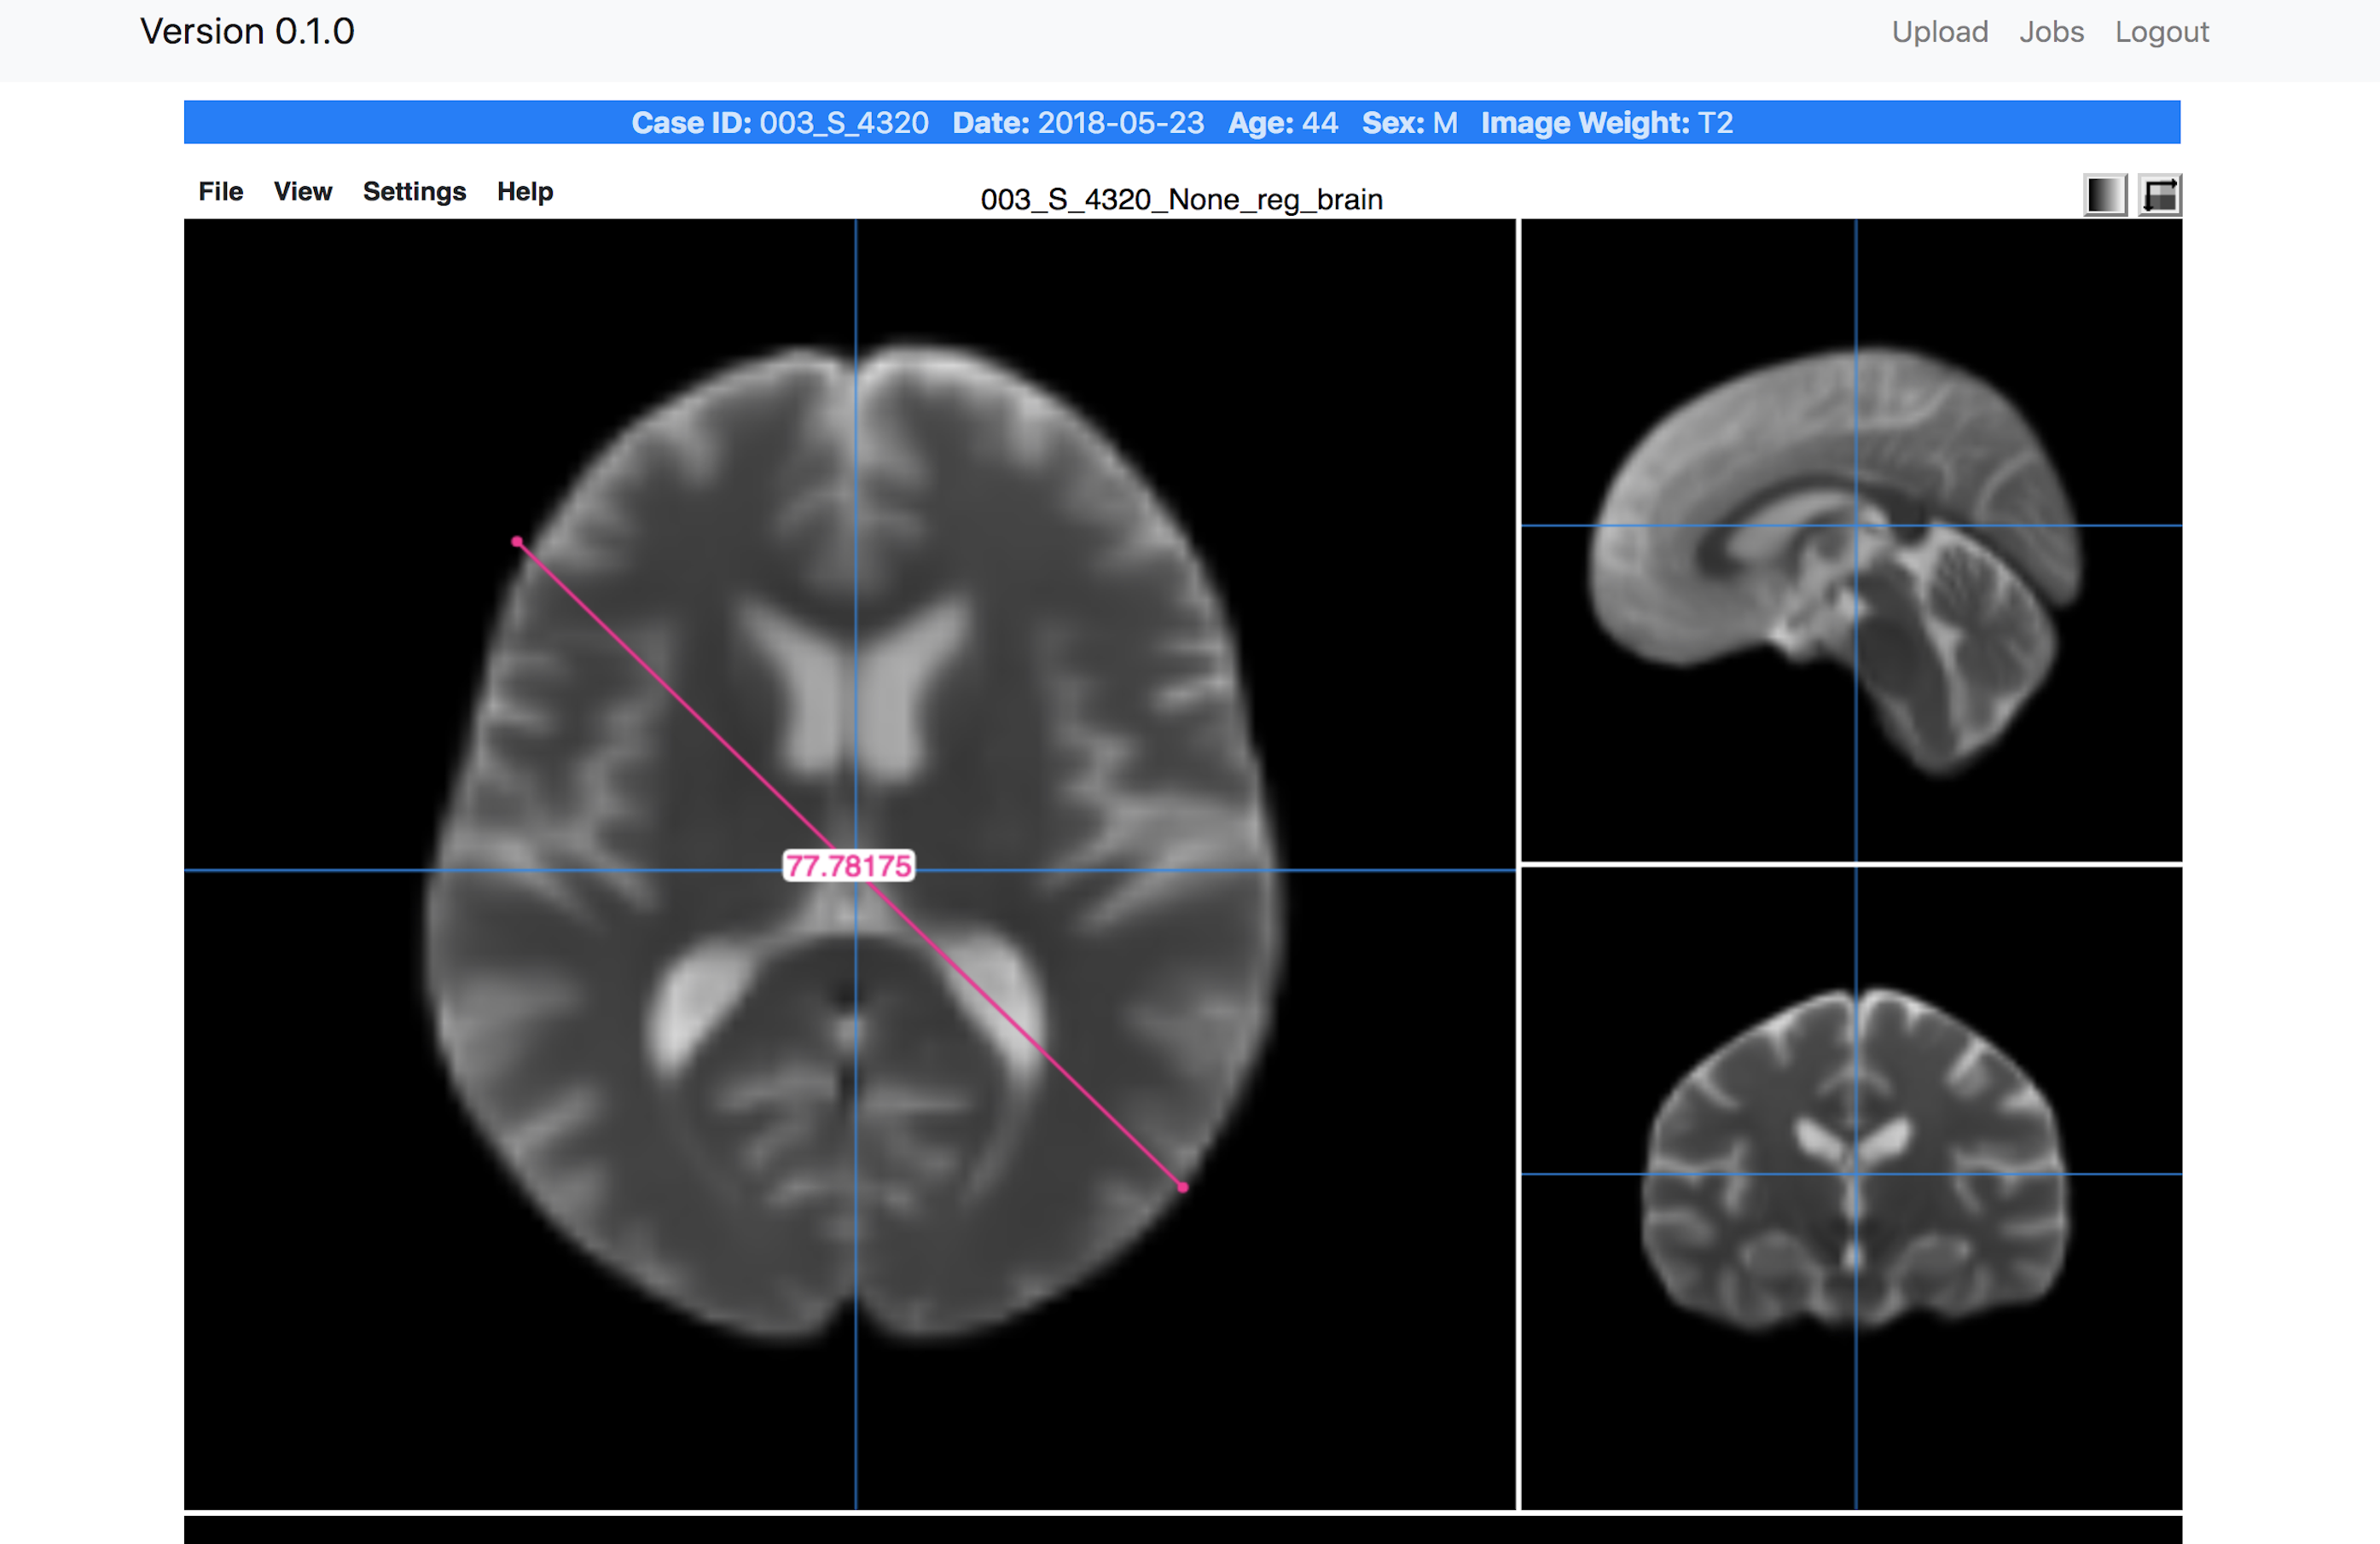 Version 0.1.0 Upload Jobs Logout
Case ID: 003_S_4320 Date: 2018-05-23 Age: 44 Sex: M Image Weight: T2
File View Settings Help 003_S_4320_None_reg_brain
77.78175